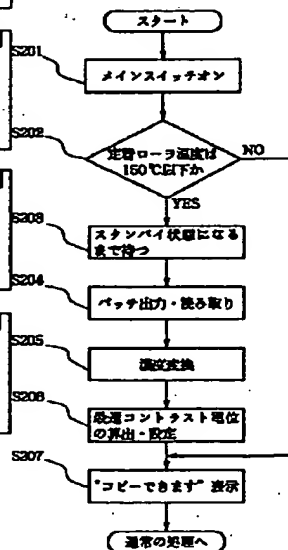 スタート
S201
メインスイッチオン
S202
定着ローラ温度は
150℃以下か
NO
YES
S203
スタンバイ状態になる
まで待つ
S204
パッチ出力・読み取り
S205
濃度変換
S206
最適コントラスト電位
の算出・設定
S207
"コピーできます" 表示
通常の処理へ